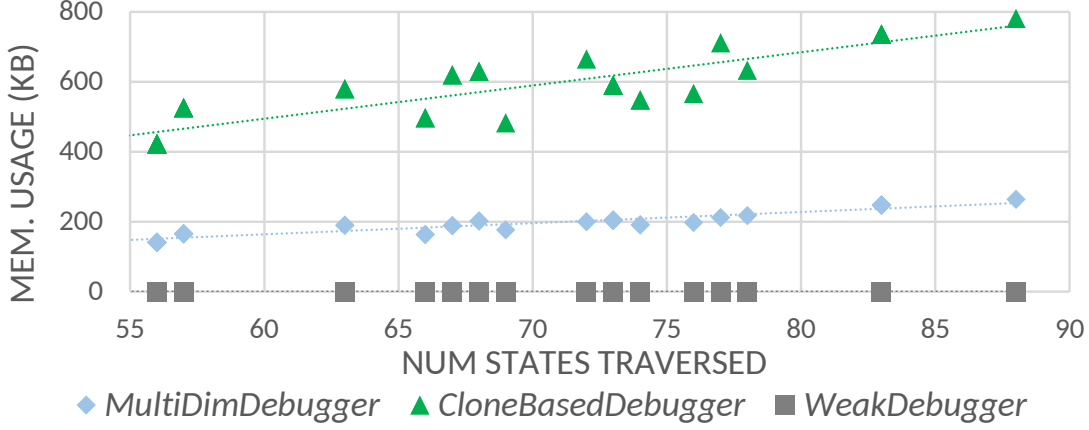 800
600
400
200
0
MEM. USAGE (KB)
55 60 65 70 75 80 85 90
NUM STATES TRAVERSED
MultiDimDebugger CloneBasedDebugger WeakDebugger